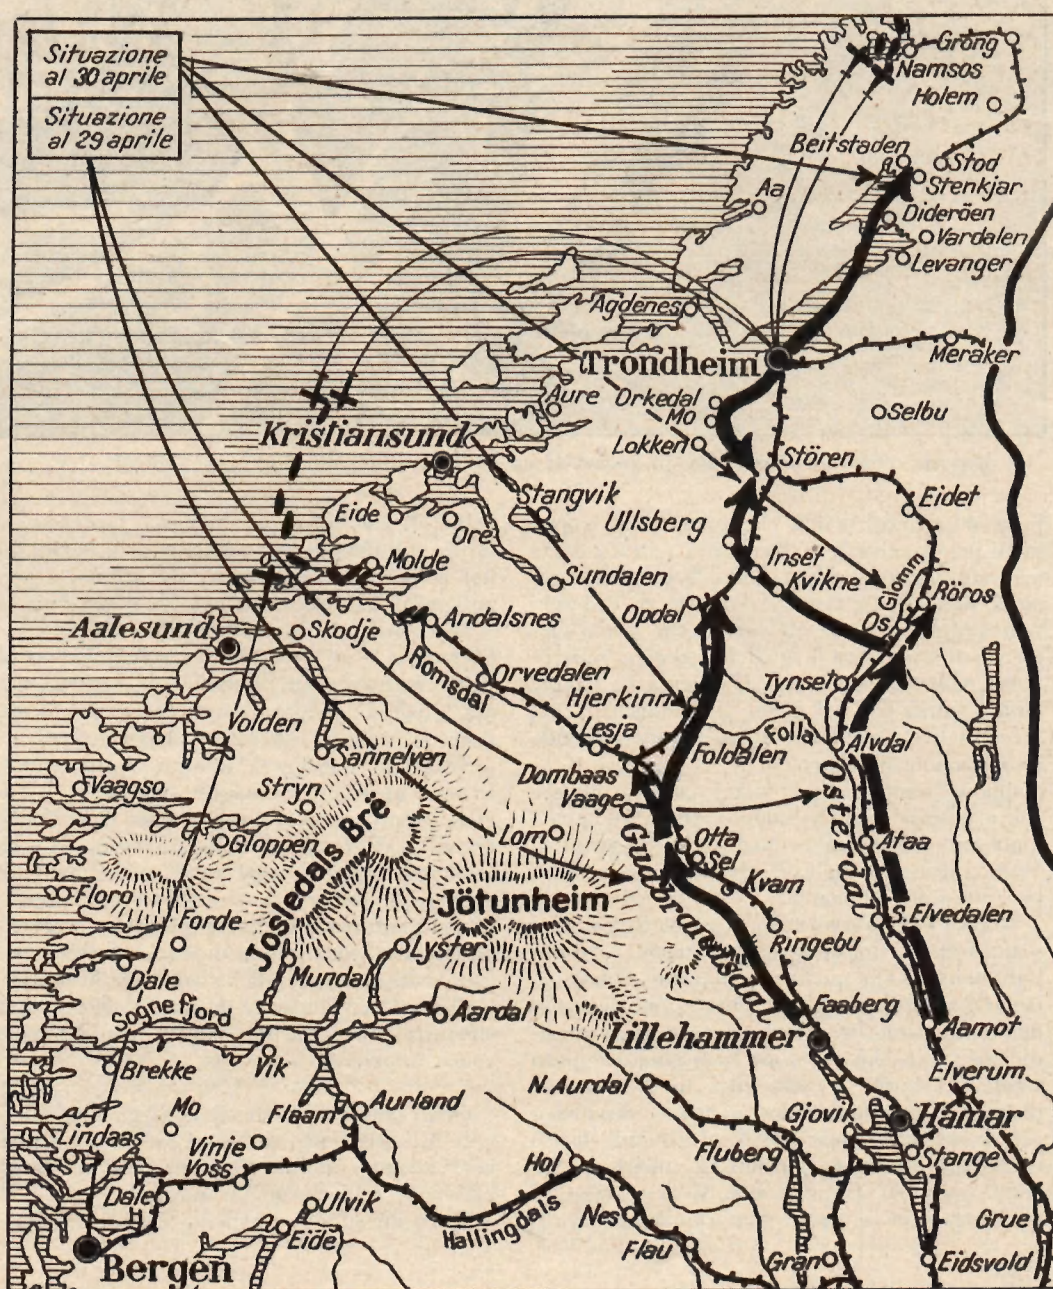 Situazione
al 30 aprile
Situazione
al 29 aprile
Grong
Namsos
Holem
Beitstaden
Stod
Stenkjar
Aa
Dideröen
Vardalen
Levanger
Agdenes
Trondheim
Meraker
Aure
Orkedal
Mo
Selbu
Kristiansund
Lokken
Stören
Stangvik
Eidet
Eide
Ore
Ullsberg
Molde
Inset
Sundalen
Kvikne
Glomm
Röros
Opdal
Os
Andalsnes
Aalesund
Skodje
Romsdal
Orvedalen
Tynset
Hjerkinn
Volden
Lesja
Folla
Foldalen
Alvdal
Sannelven
Dombaas
Vaagso
Stryn
Vaage
Österdal
Gloppen
Lom
Otta
Ataa
Sel
Josledals Brë
Gudbrandsdal
Kvam
Floro
Jötunheim
S. Elvedalen
Forde
Ringebu
Lyster
Dale
Mundal
Faaberg
Sognefjord
Aardal
Lillehammer
Aamot
Brekke
Vik
Elverum
N. Aurdal
Mo
Aurland
Flaam
Gjovik
Hamar
Lindaas
Vinje
Fluberg
Voss
Hol
Stange
Dale
Ulvik
Nes
Grue
Eide
Hallingdals
Flau
Gran
Eidsvold
Bergen